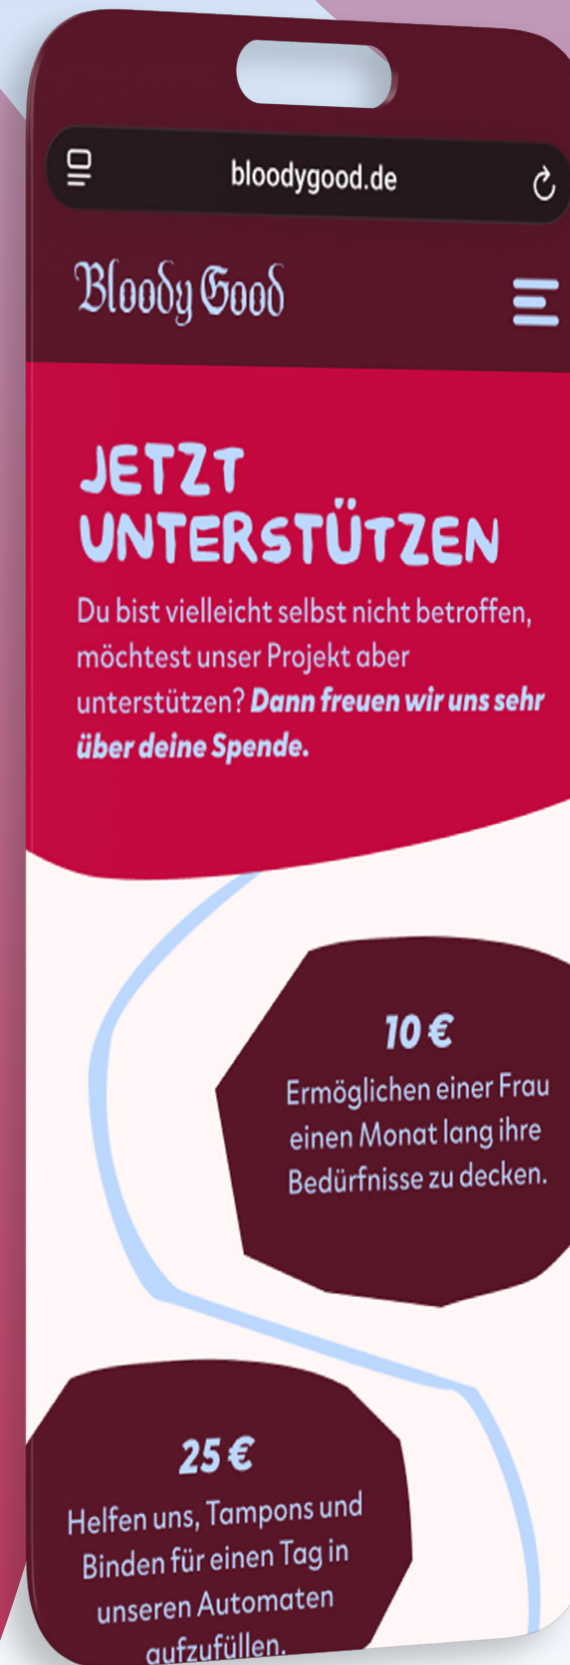 bloodygood.de
Bloody Good
JETZT
UNTERSTÜTZEN
Du bist vielleicht selbst nicht betroffen,
möchtest unser Projekt aber
unterstützen? Dann freuen wir uns sehr
über deine Spende.
10 €
Ermöglichen einer Frau
einen Monat lang ihre
Bedürfnisse zu decken.
25 €
Helfen uns, Tampons und
Binden für einen Tag in
unseren Automaten
aufzufüllen.